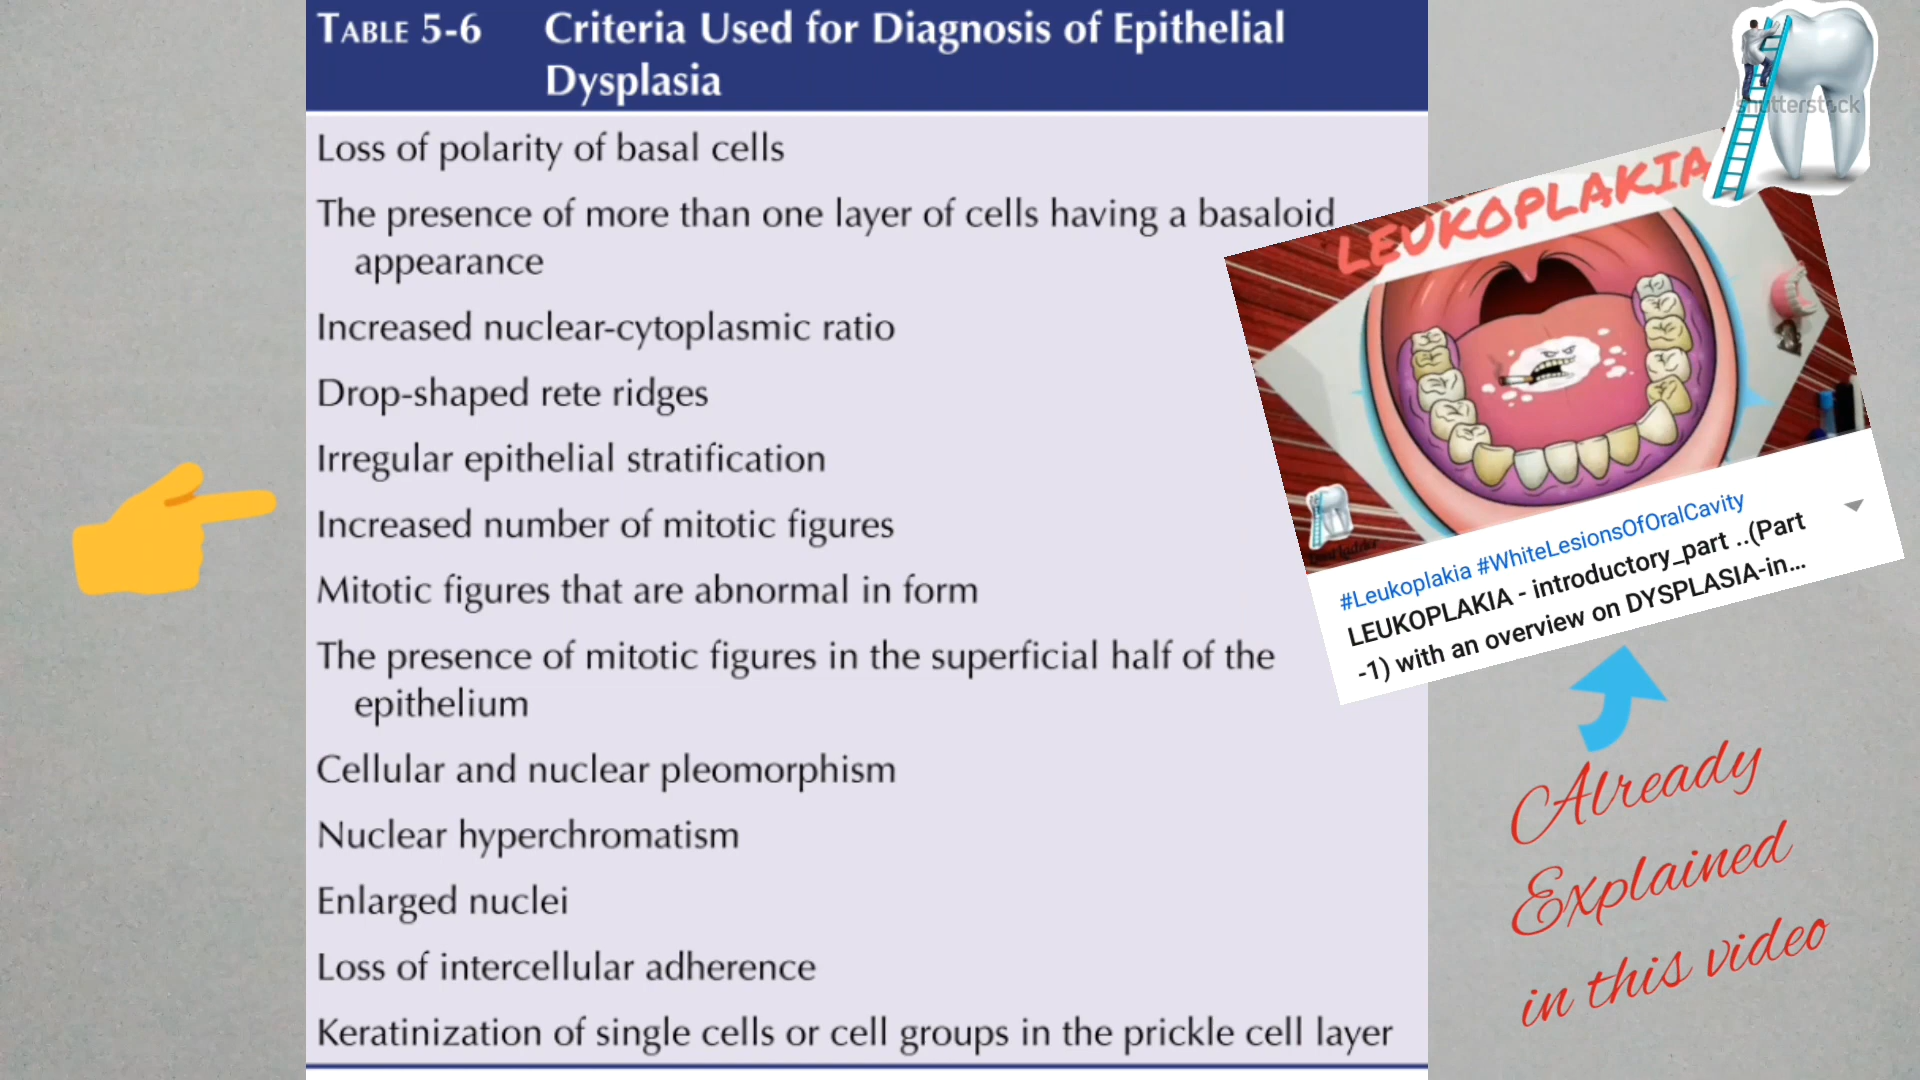 TABLE 5-6 Criteria Used for Diagnosis of Epithelial
Dysplasia
Loss of polarity of basal cells
The presence of more than one layer of cells having a basaloid
appearance
Increased nuclear-cytoplasmic ratio
Drop-shaped rete ridges
Irregular epithelial stratification
Increased number of mitotic figures
Mitotic figures that are abnormal in form
The presence of mitotic figures in the superficial half of the
epithelium
Cellular and nuclear pleomorphism
Nuclear hyperchromatism
Enlarged nuclei
Loss of intercellular adherence
Keratinization of single cells or cell groups in the prickle cell layer
shutterstock
LEUKOPLAKIA
#Leukoplakia #WhiteLesionsOfOralCavity
LEUKOPLAKIA - introductory_part ..(Part
-1) with an overview on DYSPLASIA-in...
Already
Explained
in this video